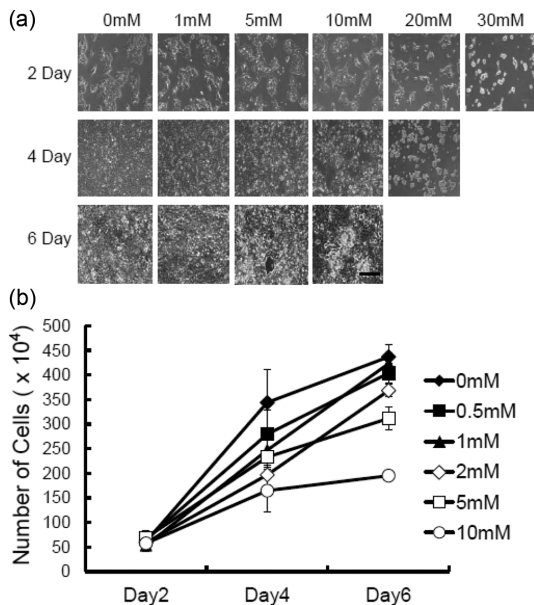 (a)
0mM 1mM 5mM 10mM 20mM 30mM
2 Day
4 Day
6 Day
(b)
Number of Cells ( x 10⁴)
500
450
400
350
300
250
200
150
100
50
0
Day2 Day4 Day6
0mM
0.5mM
1mM
2mM
5mM
10mM